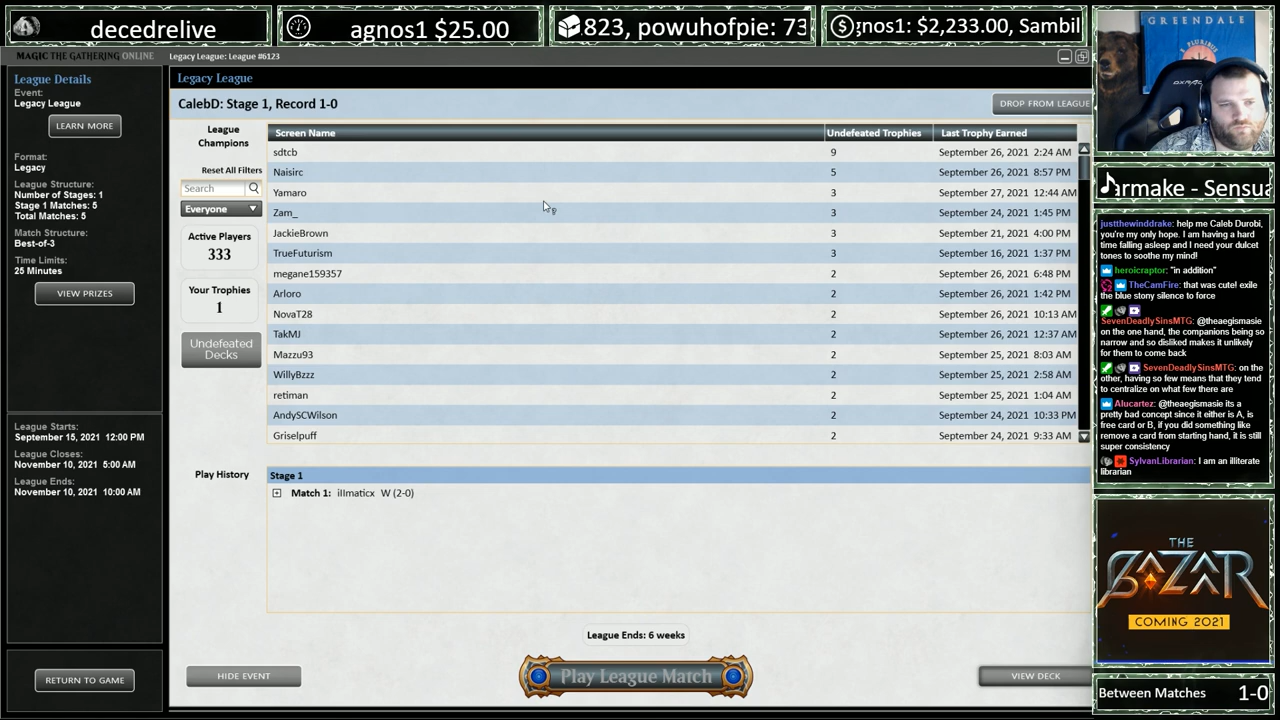 decedrelive
agnos1 $25.00
823, powuhofpie: 73
gnos1: $2,233.00, Sambil
GREENDALE
MAGIC THE GATHERING ONLINE
Legacy League: League #6123
League Details
Event:
Legacy League
LEARN MORE
Format:
Legacy
League Structure:
Number of Stages: 1
Stage 1 Matches: 5
Total Matches: 5
Match Structure:
Best-of-3
Time Limits:
25 Minutes
VIEW PRIZES
League Starts:
September 15, 2021 12:00 PM
League Closes:
November 10, 2021 5:00 AM
League Ends:
November 10, 2021 10:00 AM
RETURN TO GAME
Legacy League
CalebD: Stage 1, Record 1-0
DROP FROM LEAGUE
League
Champions
Reset All Filters
Search
Everyone
Active Players
333
Your Trophies
1
Undefeated
Decks
Screen Name Undefeated Trophies Last Trophy Earned
sdtcb 9 September 26, 2021 2:24 AM
Naisirc 5 September 26, 2021 8:57 PM
Yamaro 3 September 27, 2021 12:44 AM
Zam_ 3 September 24, 2021 1:45 PM
JackieBrown 3 September 21, 2021 4:00 PM
TrueFuturism 3 September 16, 2021 1:37 PM
megane159357 2 September 26, 2021 6:48 PM
Arloro 2 September 26, 2021 1:42 PM
NovaT28 2 September 26, 2021 10:13 AM
TakMJ 2 September 26, 2021 12:37 AM
Mazzu93 2 September 25, 2021 8:03 AM
WillyBzzz 2 September 25, 2021 2:58 AM
retiman 2 September 25, 2021 1:04 AM
AndySCWilson 2 September 24, 2021 10:33 PM
Griselpuff 2 September 24, 2021 9:33 AM
Play History
Stage 1
Match 1: iIImaticx W (2-0)
League Ends: 6 weeks
HIDE EVENT
Play League Match
VIEW DECK
armake - Sensua
justthewinddrake: help me Caleb Durobi,
you're my only hope. I am having a hard
time falling asleep and I need your dulcet
tones to soothe my mind!
heroicraptor: "in addition"
TheCamFire: that was cute! exile
the blue stony silence to force
SevenDeadlySinsMTG: @theaegismasie
on the one hand, the companions being so
narrow and so disliked makes it unlikely
for them to come back
SevenDeadlySinsMTG: on the
other, having so few means that they tend
to centralize on what few there are
Alucartez: @theaegismasie its a
pretty bad concept since it either is A, is
free card or B, if you did something like
remove a card from starting hand, it is still
super consistency
SylvanLibrarian: I am an illiterate
librarian
THE
BAZAAR
COMING 2021
Between Matches 1-0